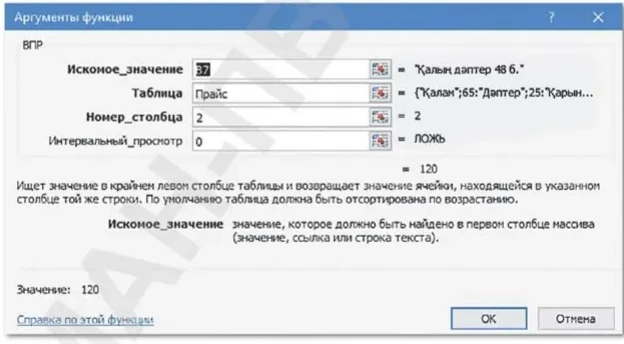 Аргументы функции ? ×
ВПР
Искомое_значение B7 = "Қалың дәптер 48 б."
Таблица Прайс = {"Қалам";65:"Дәптер";25:"Қарын...
Номер_столбца 2 = 2
Интервальный_просмотр 0 = ЛОЖЬ
= 120
Ищет значение в крайнем левом столбце таблицы и возвращает значение ячейки, находящейся в указанном
столбце той же строки. По умолчанию таблица должна быть отсортирована по возрастанию.
Искомое_значение значение, которое должно быть найдено в первом столбце массива
(значение, ссылка или строка текста).
Значение: 120
Справка по этой функции
ОК Отмена